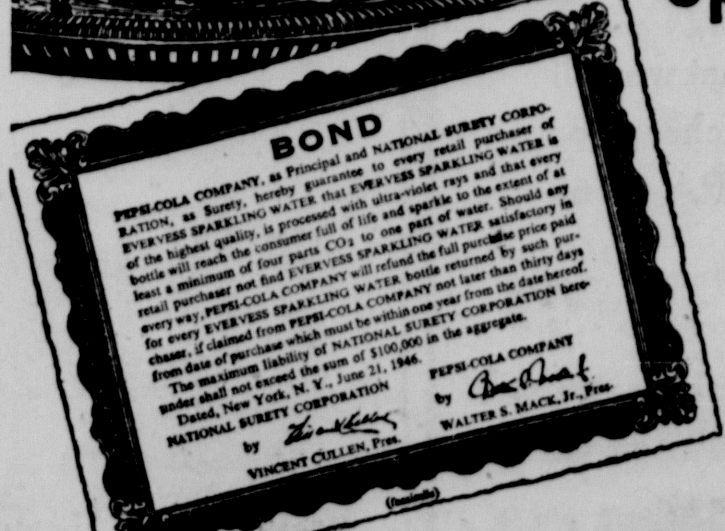 BOND
PEPSI-COLA COMPANY, as Principal and NATIONAL SURETY CORPO-
RATION, as Surety, hereby guarantee to every retail purchaser of
EVERVESS SPARKLING WATER that EVERVESS SPARKLING WATER is
of the highest quality, is processed with ultra-violet rays and that every
bottle will reach the consumer full of life and sparkle to the extent of at
least a minimum of four parts CO₂ to one part of water. Should any
retail purchaser not find EVERVESS SPARKLING WATER satisfactory in
every way, PEPSI-COLA COMPANY will refund the full purchase price paid
for every EVERVESS SPARKLING WATER bottle returned by such pur-
chaser, if claimed from PEPSI-COLA COMPANY not later than thirty days
from date of purchase which must be within one year from the date hereof.
The maximum liability of NATIONAL SURETY CORPORATION here-
under shall not exceed the sum of $100,000 in the aggregate.
Dated, New York, N. Y., June 21, 1946.
NATIONAL SURETY CORPORATION
by
VINCENT CULLEN, Pres.
PEPSI-COLA COMPANY
by
WALTER S. MACK, Jr., Pres.
(facsimile)